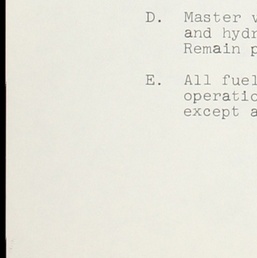 D. Master
and hydr
Remain p
E. All fuel
operatio
except a